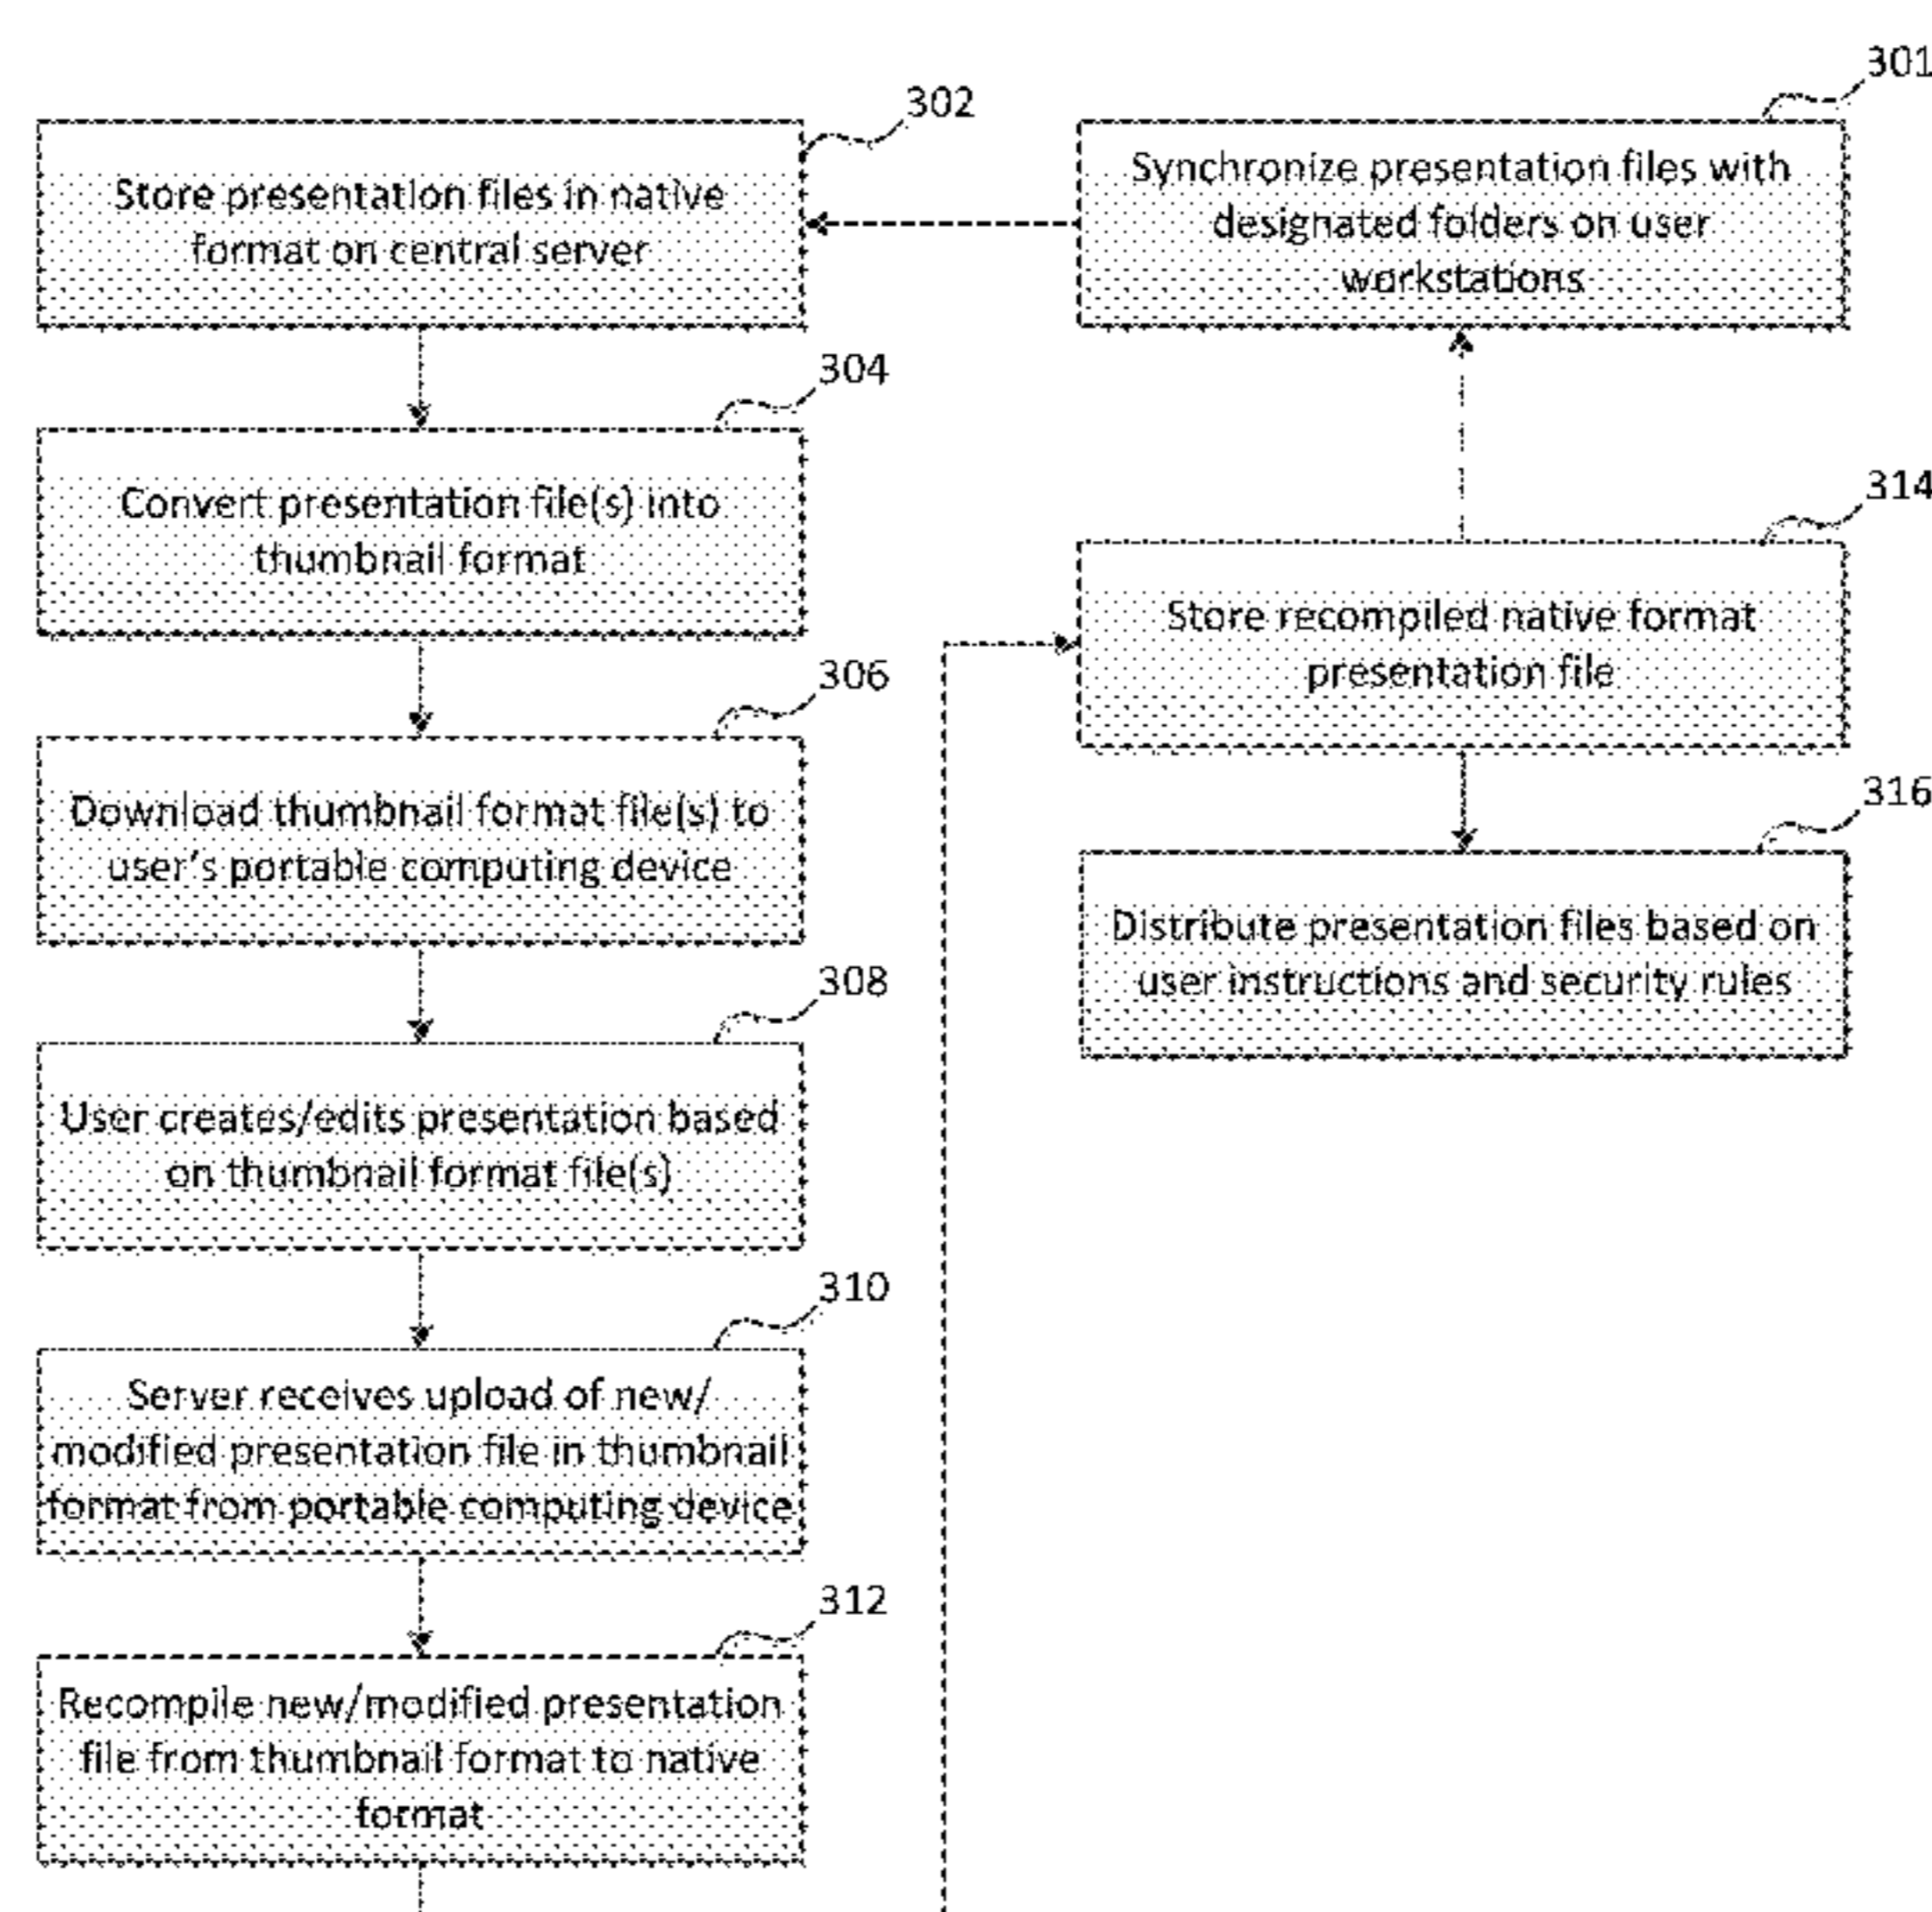 302
Store presentation files in native
format on central server
304
Convert presentation file(s) into
thumbnail format
306
Download thumbnail format file(s) to
user's portable computing device
308
User creates/edits presentation based
on thumbnail format file(s)
310
Server receives upload of new/
modified presentation file in thumbnail
format from portable computing device
312
Recompile new/modified presentation
file from thumbnail format to native
format
301
Synchronize presentation files with
designated folders on user
workstations
314
Store recompiled native format
presentation file
316
Distribute presentation files based on
user instructions and security rules